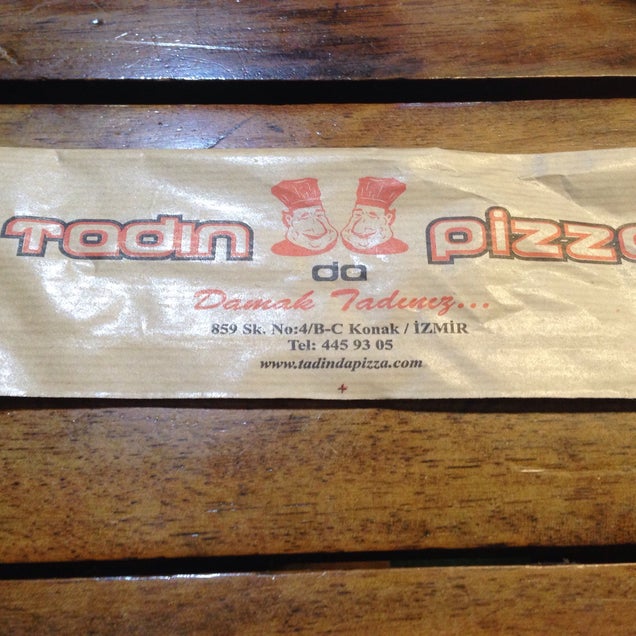 Tadın pizza
da
Damak Tadınız...
859 Sk. No:4/B-C Konak / İZMİR
Tel: 445 93 05
www.tadindapizza.com